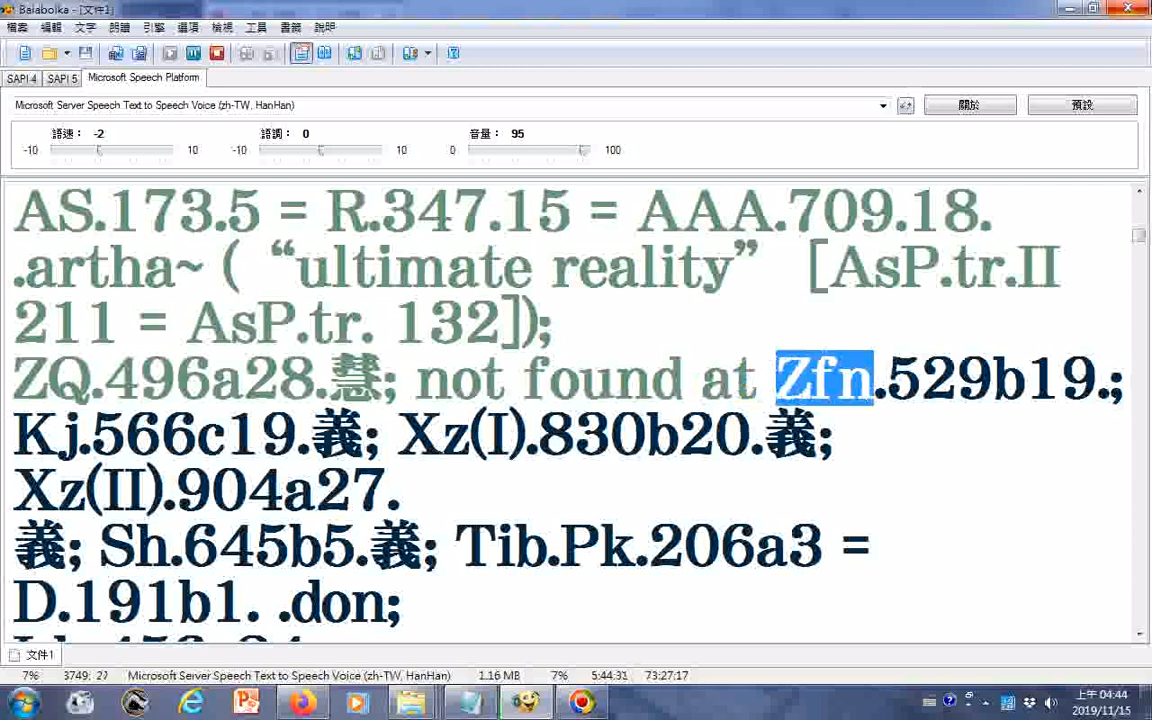 Balabolka - [文件1]
檔案 編輯 文字 朗讀 引擎 選項 檢視 工具 書籤 說明
SAPI 4 SAPI 5 Microsoft Speech Platform
Microsoft Server Speech Text to Speech Voice (zh-TW, HanHan) 關於 預設
語速： -2 語調： 0 音量： 95
-10 10 -10 10 0 100
AS.173.5 = R.347.15 = AAA.709.18.
.artha~ ( “ultimate reality” [AsP.tr.II
211 = AsP.tr. 132]);
ZQ.496a28.慧; not found at Zfn.529b19.;
Kj.566c19.義; Xz(I).830b20.義;
Xz(II).904a27.
義; Sh.645b5.義; Tib.Pk.206a3 =
D.191b1. .don;
文件1
7% 3749: 27 Microsoft Server Speech Text to Speech Voice (zh-TW, HanHan) 1.16 MB 7% 5:44:31 73:27:17
上午 04:44
2019/11/15